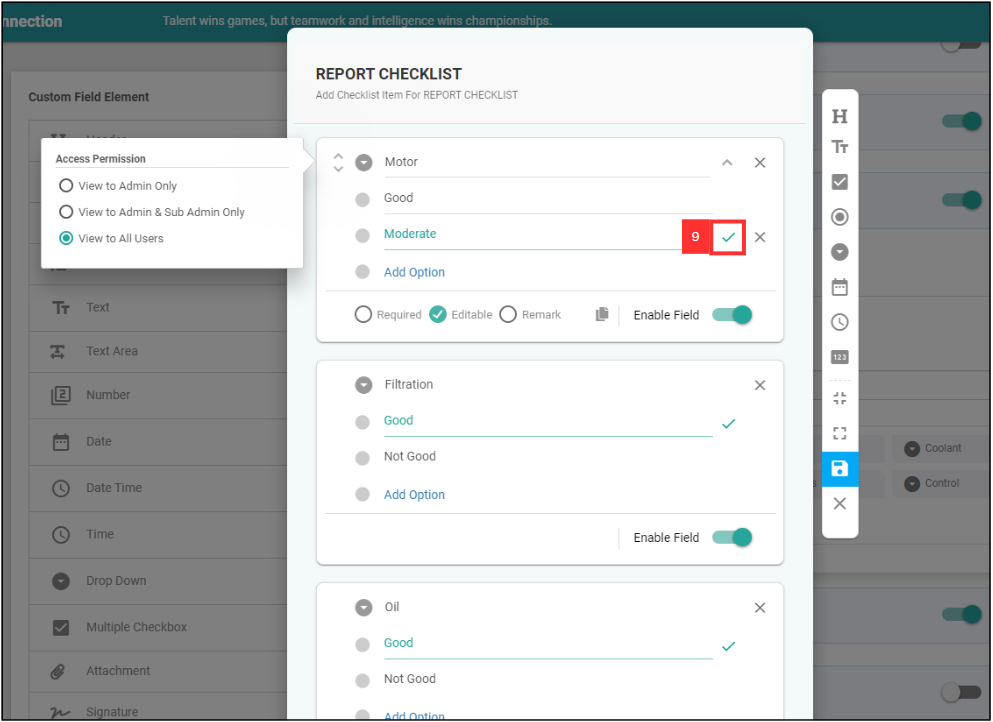 nnection
Talent wins games, but teamwork and intelligence wins championships.
Custom Field Element
Header
Access Permission
View to Admin Only
View to Admin & Sub Admin Only
View to All Users
Text
Text Area
Number
Date
Date Time
Time
Drop Down
Multiple Checkbox
Attachment
Signature
REPORT CHECKLIST
Add Checklist Item For REPORT CHECKLIST
Motor
Good
Moderate
9
Add Option
Required
Editable
Remark
Enable Field
Filtration
Good
Not Good
Add Option
Enable Field
Oil
Good
Not Good
Add Option
H
TT
123
s
Coolant
Control